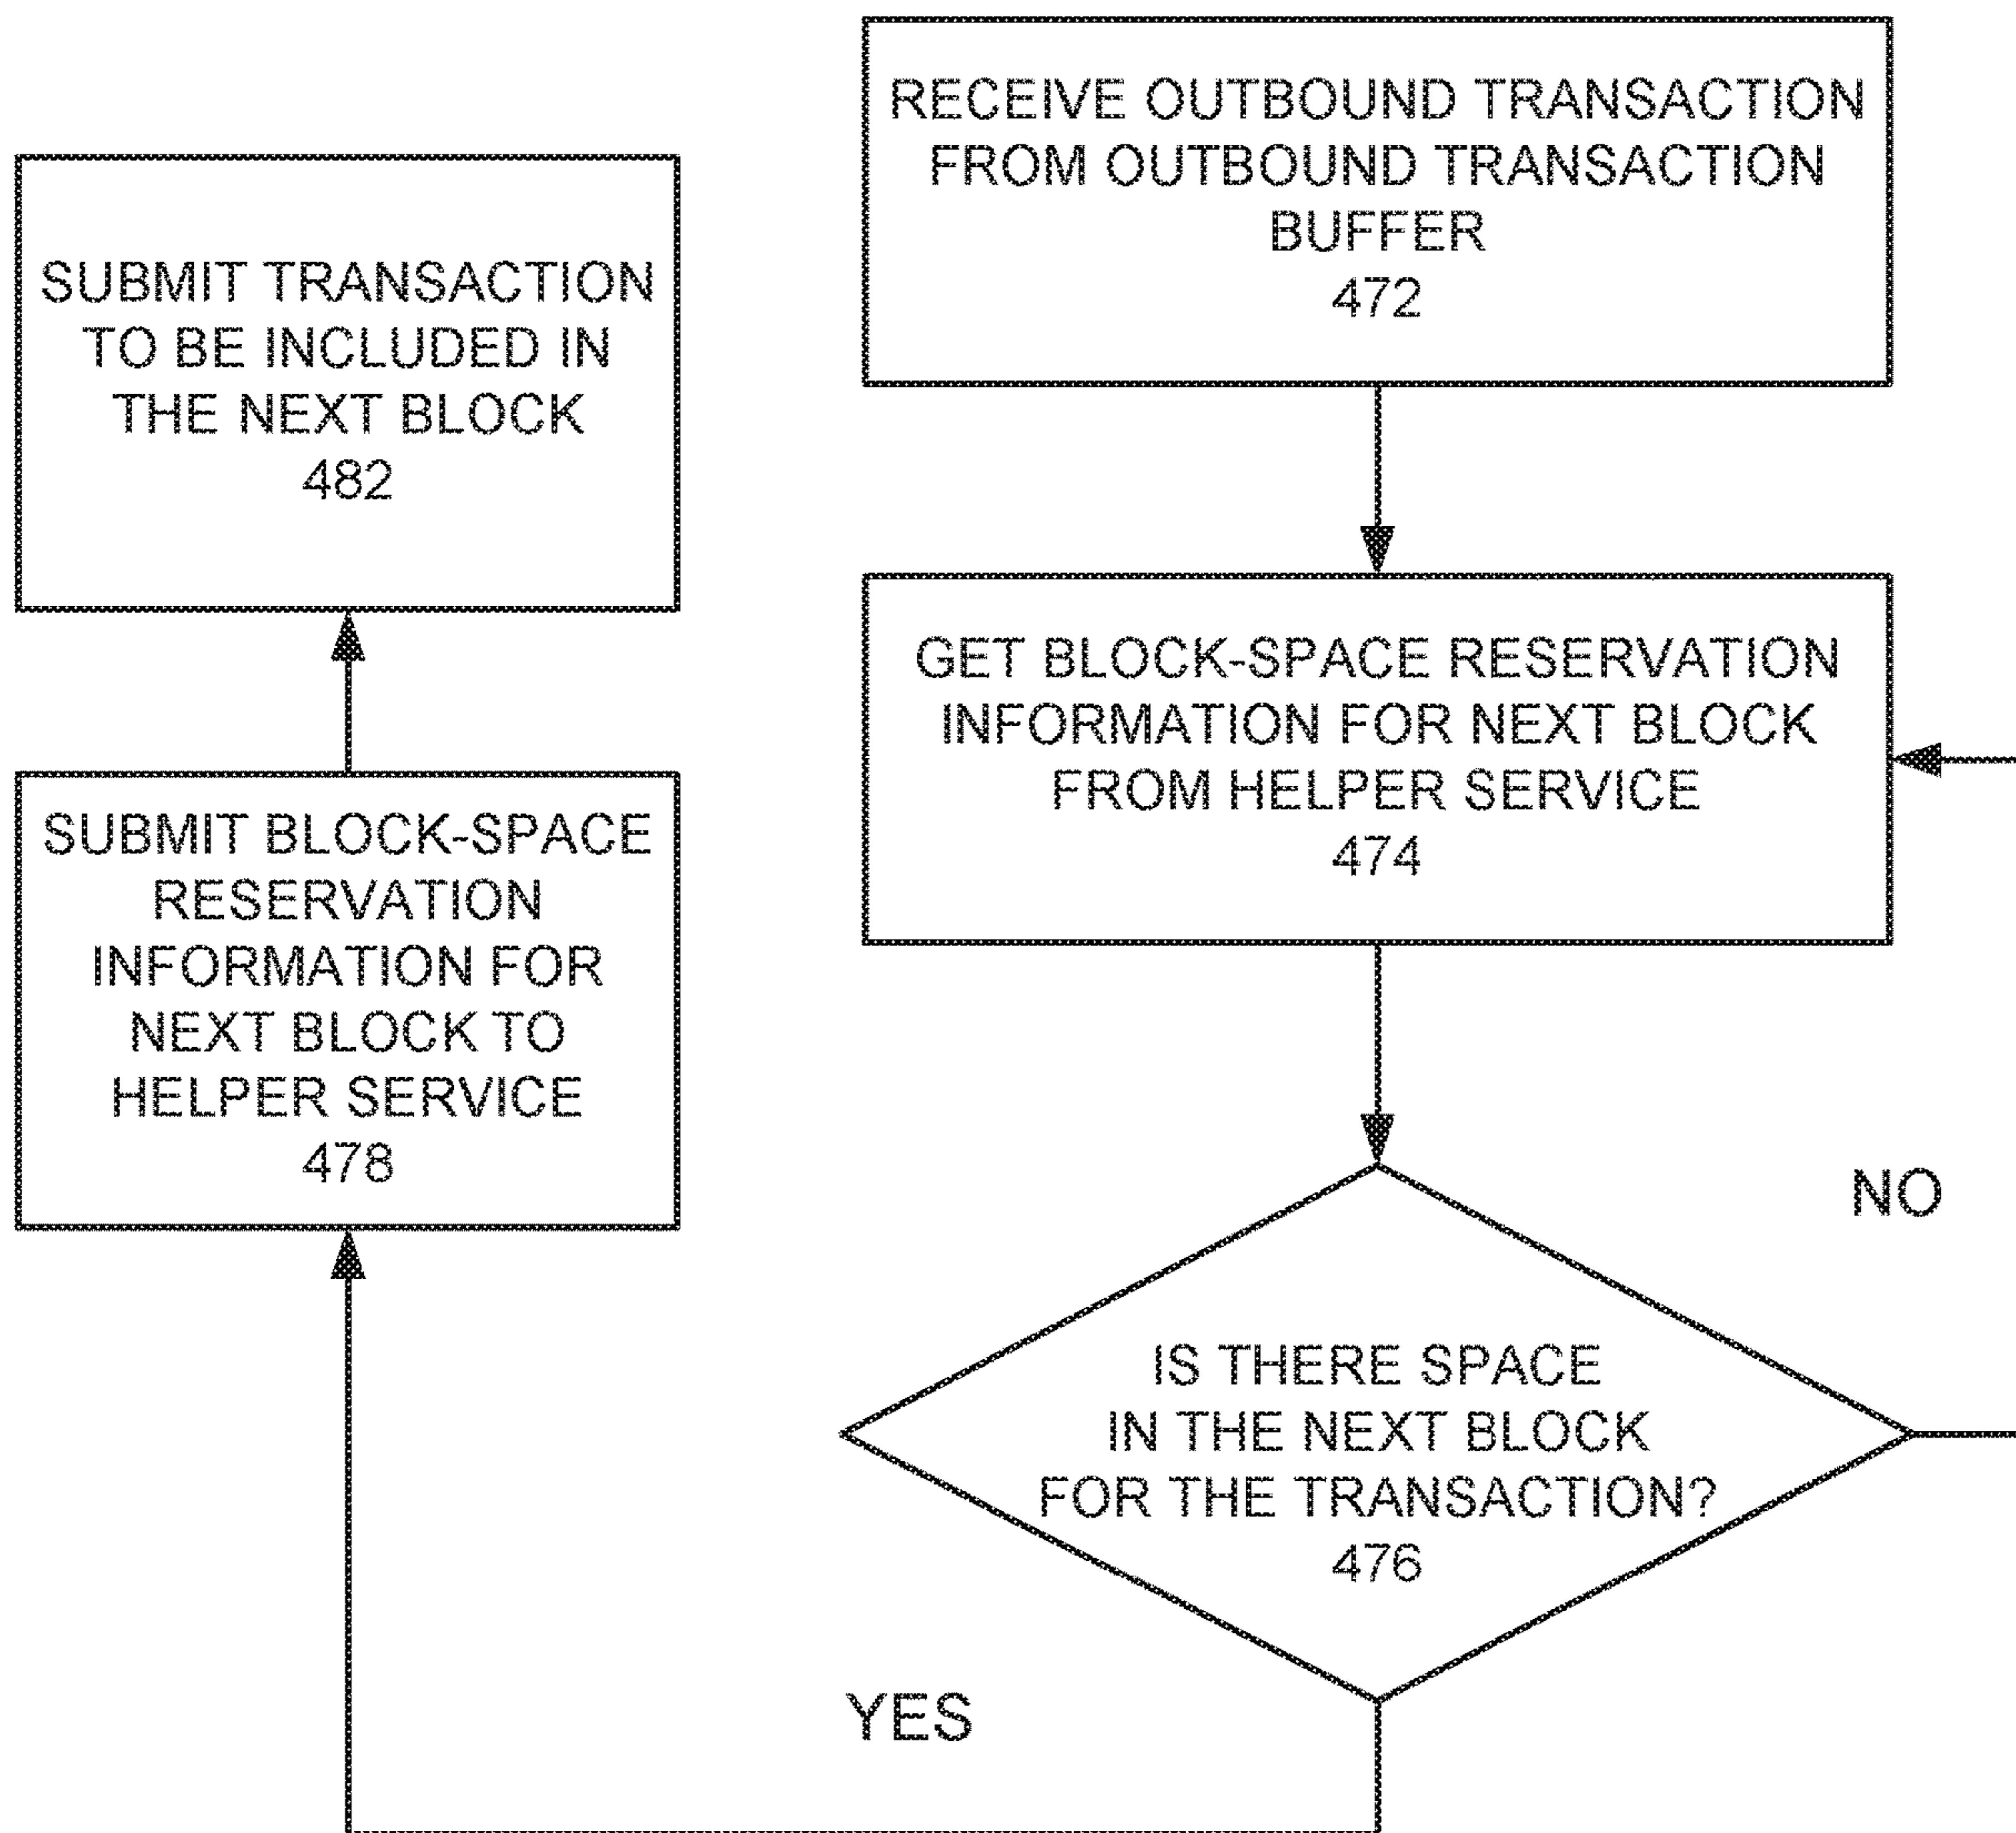 RECEIVE OUTBOUND TRANSACTION
FROM OUTBOUND TRANSACTION
BUFFER
472
GET BLOCK-SPACE RESERVATION
INFORMATION FOR NEXT BLOCK
FROM HELPER SERVICE
474
IS THERE SPACE
IN THE NEXT BLOCK
FOR THE TRANSACTION?
476
NO
YES
SUBMIT BLOCK-SPACE
RESERVATION
INFORMATION FOR
NEXT BLOCK TO
HELPER SERVICE
478
SUBMIT TRANSACTION
TO BE INCLUDED IN
THE NEXT BLOCK
482